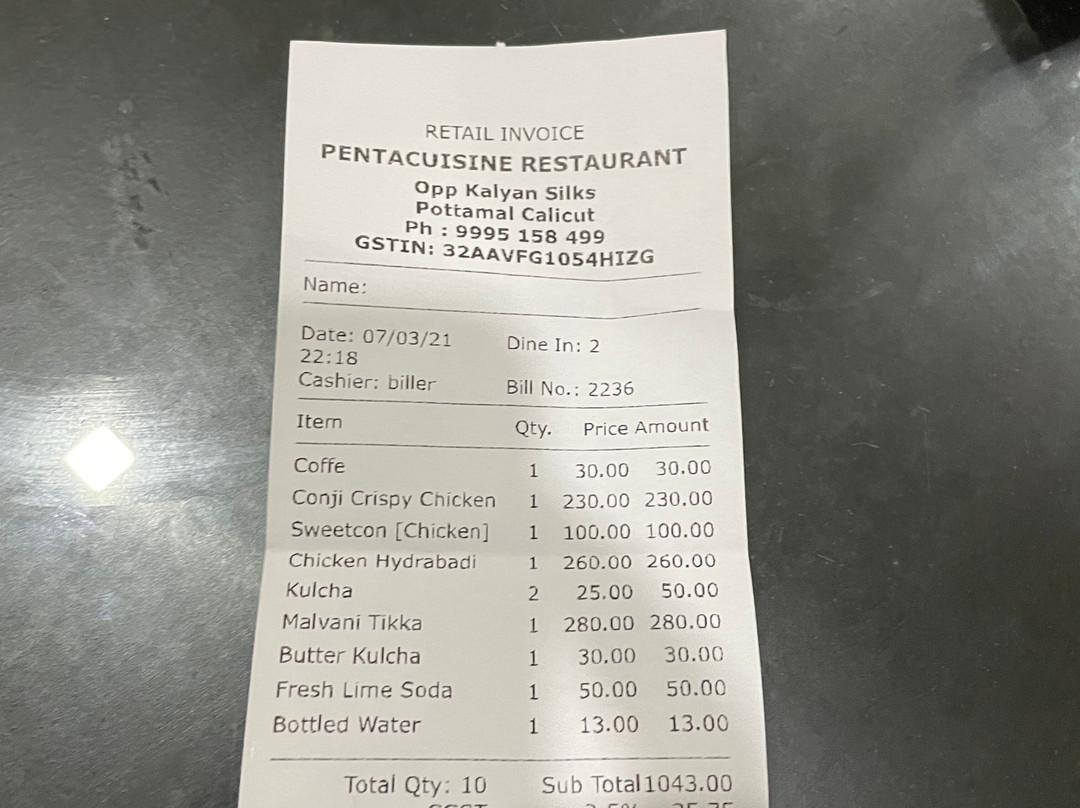 RETAIL INVOICE
PENTACUISINE RESTAURANT
Opp Kalyan Silks
Pottamal Calicut
Ph : 9995 158 499
GSTIN: 32AAVFG1054HIZG
Name:
Date: 07/03/21 Dine In: 2
22:18
Cashier: biller Bill No.: 2236
Item Qty. Price Amount
Coffe 1 30.00 30.00
Conji Crispy Chicken 1 230.00 230.00
Sweetcon [Chicken] 1 100.00 100.00
Chicken Hydrabadi 1 260.00 260.00
Kulcha 2 25.00 50.00
Malvani Tikka 1 280.00 280.00
Butter Kulcha 1 30.00 30.00
Fresh Lime Soda 1 50.00 50.00
Bottled Water 1 13.00 13.00
Total Qty: 10 Sub Total 1043.00